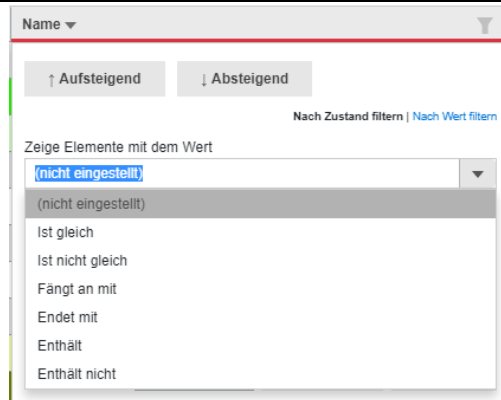 Name
↑ Aufsteigend
↓ Absteigend
Nach Zustand filtern | Nach Wert filtern
Zeige Elemente mit dem Wert
(nicht eingestellt)
(nicht eingestellt)
Ist gleich
Ist nicht gleich
Fängt an mit
Endet mit
Enthält
Enthält nicht